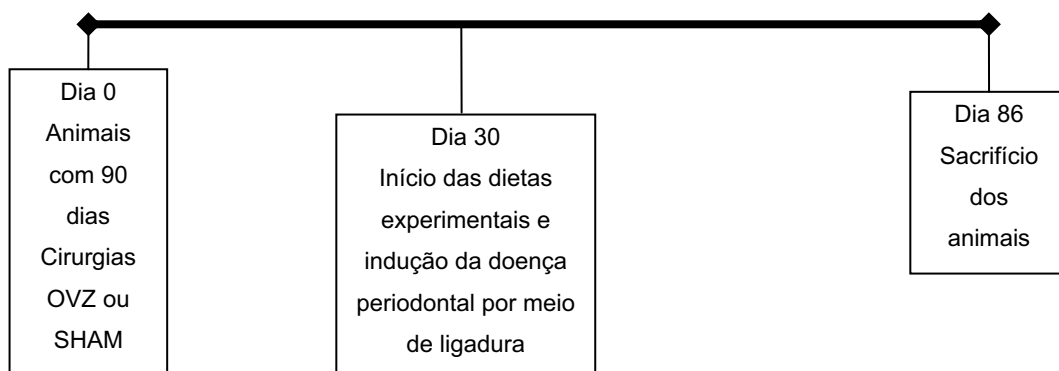 Dia 0
Animais
com 90
dias
Cirurgias
OVZ ou
SHAM
Dia 30
Início das dietas
experimentais e
indução da doença
periodontal por meio
de ligadura
Dia 86
Sacrifício
dos
animais